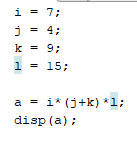 i = 7;
j = 4;
k = 9;
l = 15;
a = i*(j+k)*l;
disp(a);